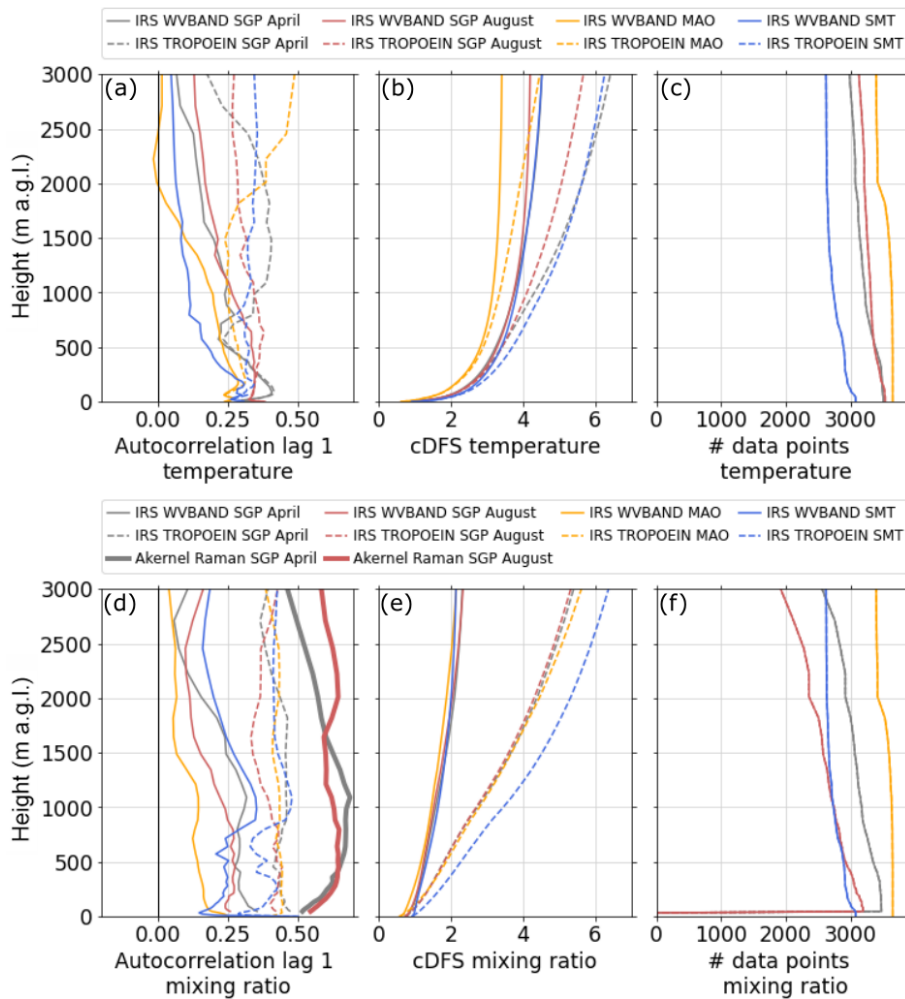 IRS WVBAND SGP April IRS WVBAND SGP August IRS WVBAND MAO IRS WVBAND SMT
IRS TROPOEIN SGP April IRS TROPOEIN SGP August IRS TROPOEIN MAO IRS TROPOEIN SMT
(a) (b) (c)
3000
2500
2000
1500
1000
500
0
Height (m a.g.l.)
0.00 0.25 0.50 0 2 4 6 0 1000 2000 3000
Autocorrelation lag 1 cDFS temperature # data points
temperature temperature
IRS WVBAND SGP April IRS WVBAND SGP August IRS WVBAND MAO IRS WVBAND SMT
IRS TROPOEIN SGP April IRS TROPOEIN SGP August IRS TROPOEIN MAO IRS TROPOEIN SMT
Akernel Raman SGP April Akernel Raman SGP August
(d) (e) (f)
3000
2500
2000
1500
1000
500
0
Height (m a.g.l.)
0.00 0.25 0.50 0 2 4 6 0 1000 2000 3000
Autocorrelation lag 1 cDFS mixing ratio # data points
mixing ratio mixing ratio